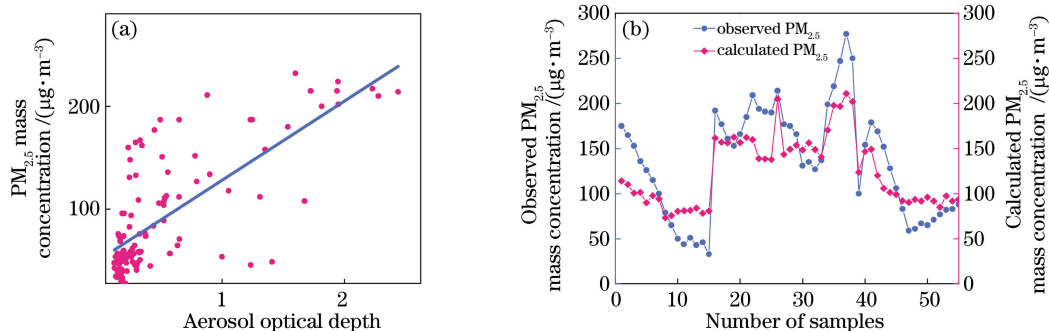 (a)
PM2.5 mass
concentration /(μg·m−3)
200
100
1
2
Aerosol optical depth
(b)
observed PM2.5
calculated PM2.5
Observed PM2.5
mass concentration /(μg·m−3)
300
250
200
150
100
50
0
0
10
20
30
40
50
Number of samples
300
250
200
150
100
50
0
Calculated PM2.5
mass concentration /(μg·m−3)